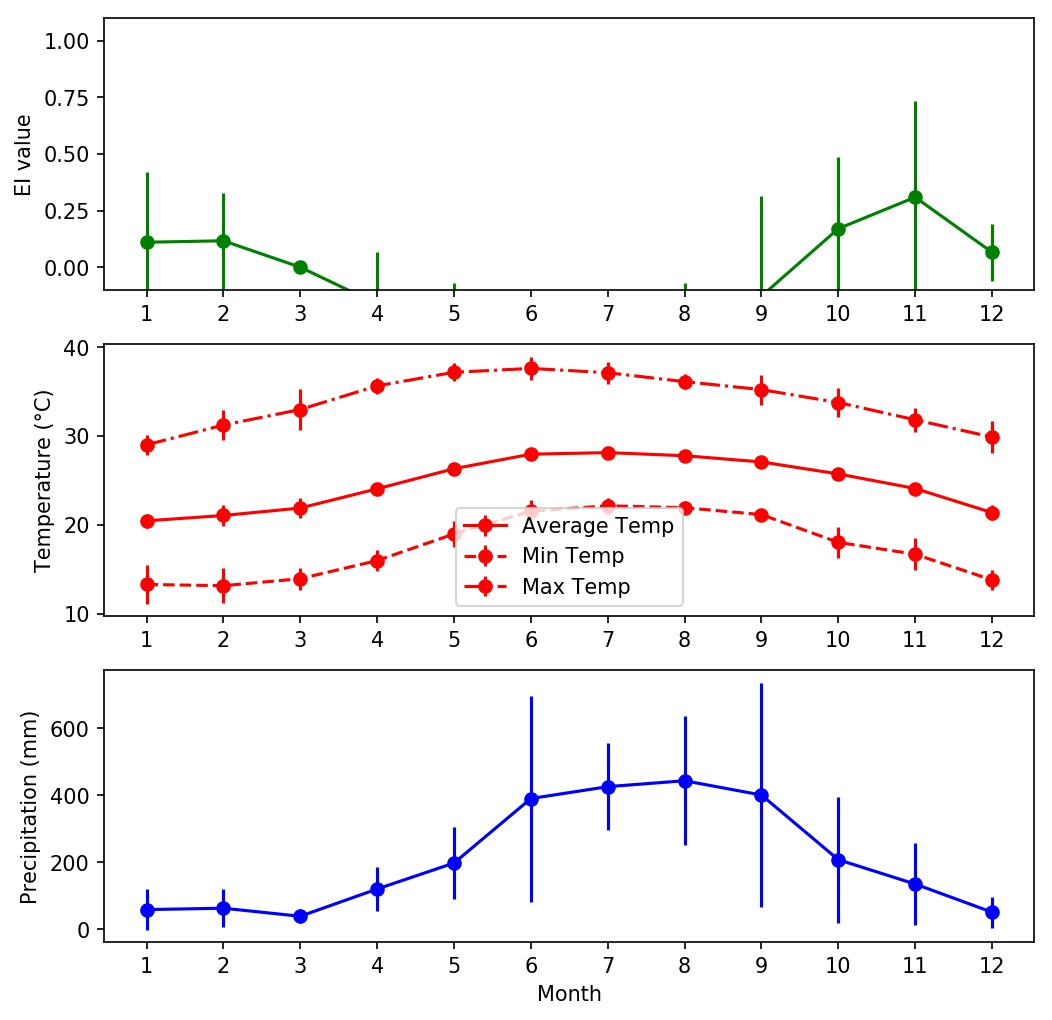 EI value
1.00
0.75
0.50
0.25
0.00
1 2 3 4 5 6 7 8 9 10 11 12
Temperature (°C)
40
30
20
10
Average Temp
Min Temp
Max Temp
1 2 3 4 5 6 7 8 9 10 11 12
Precipitation (mm)
600
400
200
0
1 2 3 4 5 6 7 8 9 10 11 12
Month